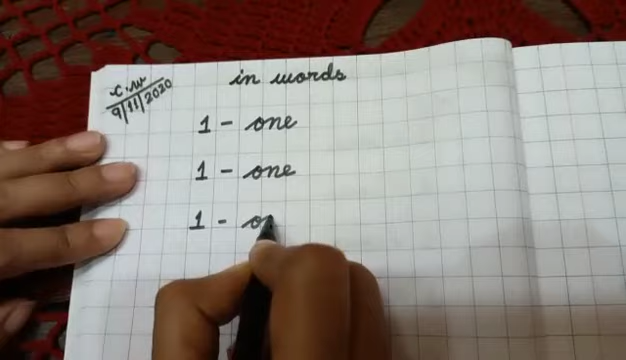 in words
c.w
9/11/2020
1 - one
1 - one
1 - o